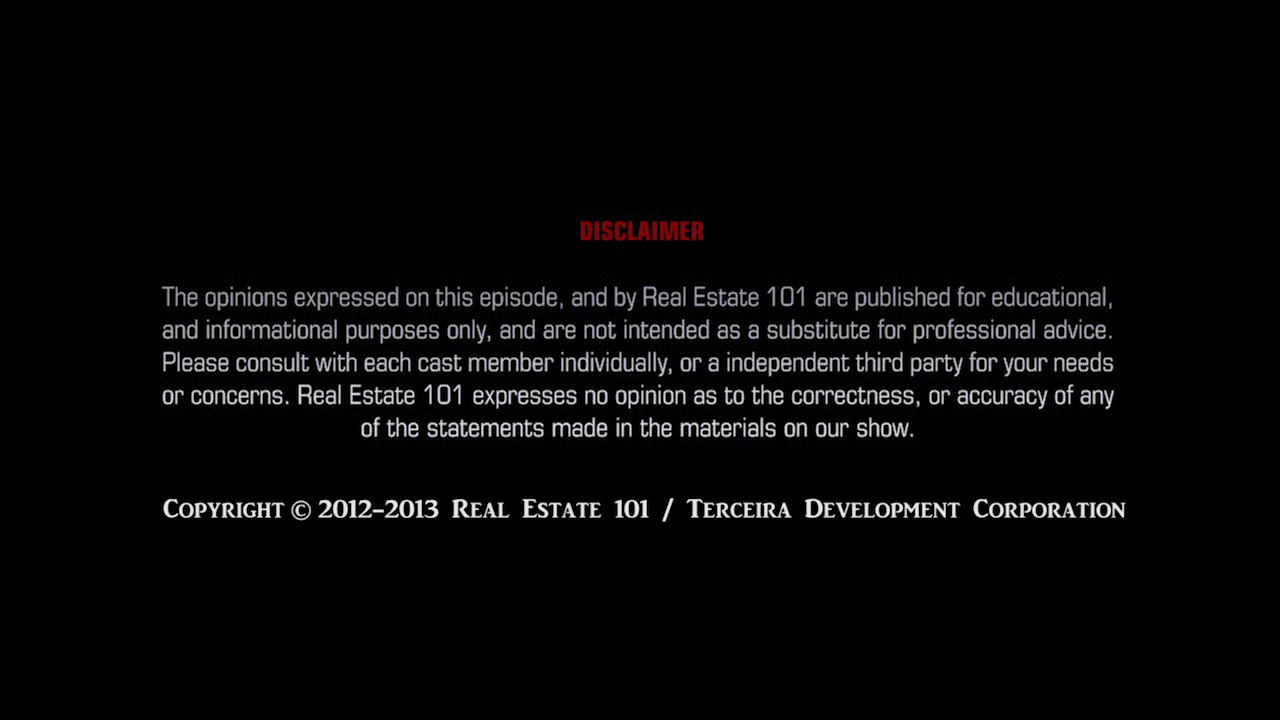 DISCLAIMER
The opinions expressed on this episode, and by Real Estate 101 are published for educational,
and informational purposes only, and are not intended as a substitute for professional advice.
Please consult with each cast member individually, or a independent third party for your needs
or concerns. Real Estate 101 expresses no opinion as to the correctness, or accuracy of any
of the statements made in the materials on our show.
Copyright © 2012-2013 Real Estate 101 / Terceira Development Corporation